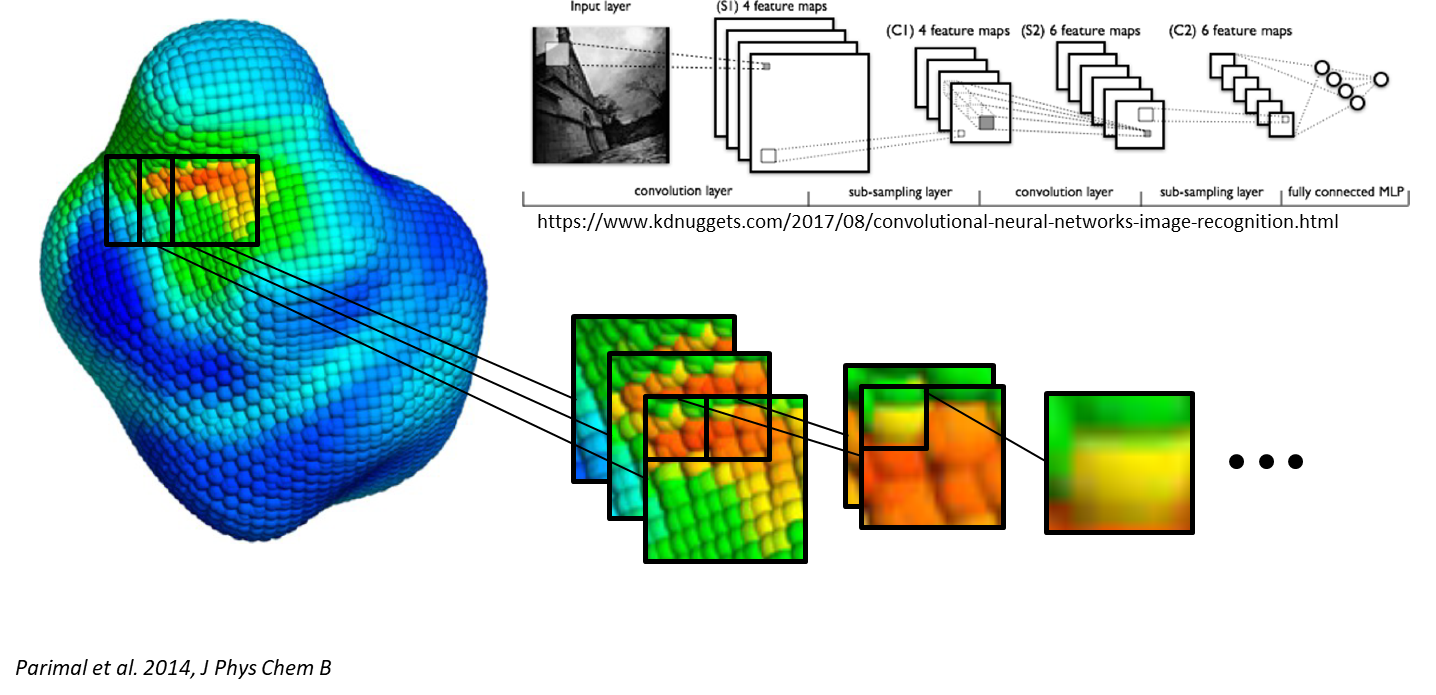 Input layer
(S1) 4 feature maps
(C1) 4 feature maps
(S2) 6 feature maps
(C2) 6 feature maps
convolution layer
sub-sampling layer
convolution layer
sub-sampling layer
fully connected MLP
https://www.kdnuggets.com/2017/08/convolutional-neural-networks-image-recognition.html
Parimal et al. 2014, J Phys Chem B